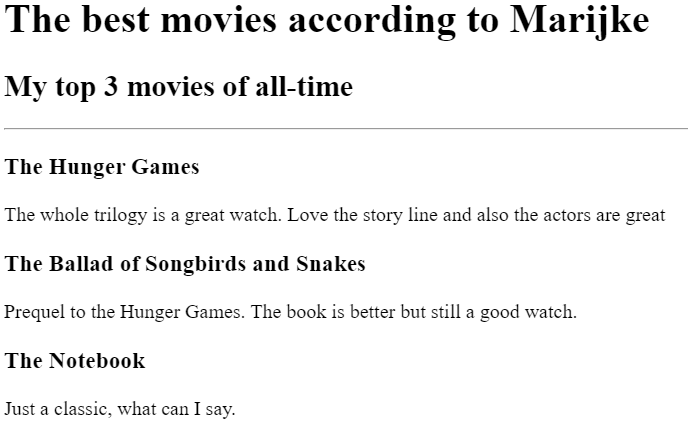 The best movies according to Marijke
My top 3 movies of all-time
The Hunger Games
The whole trilogy is a great watch. Love the story line and also the actors are great
The Ballad of Songbirds and Snakes
Prequel to the Hunger Games. The book is better but still a good watch.
The Notebook
Just a classic, what can I say.